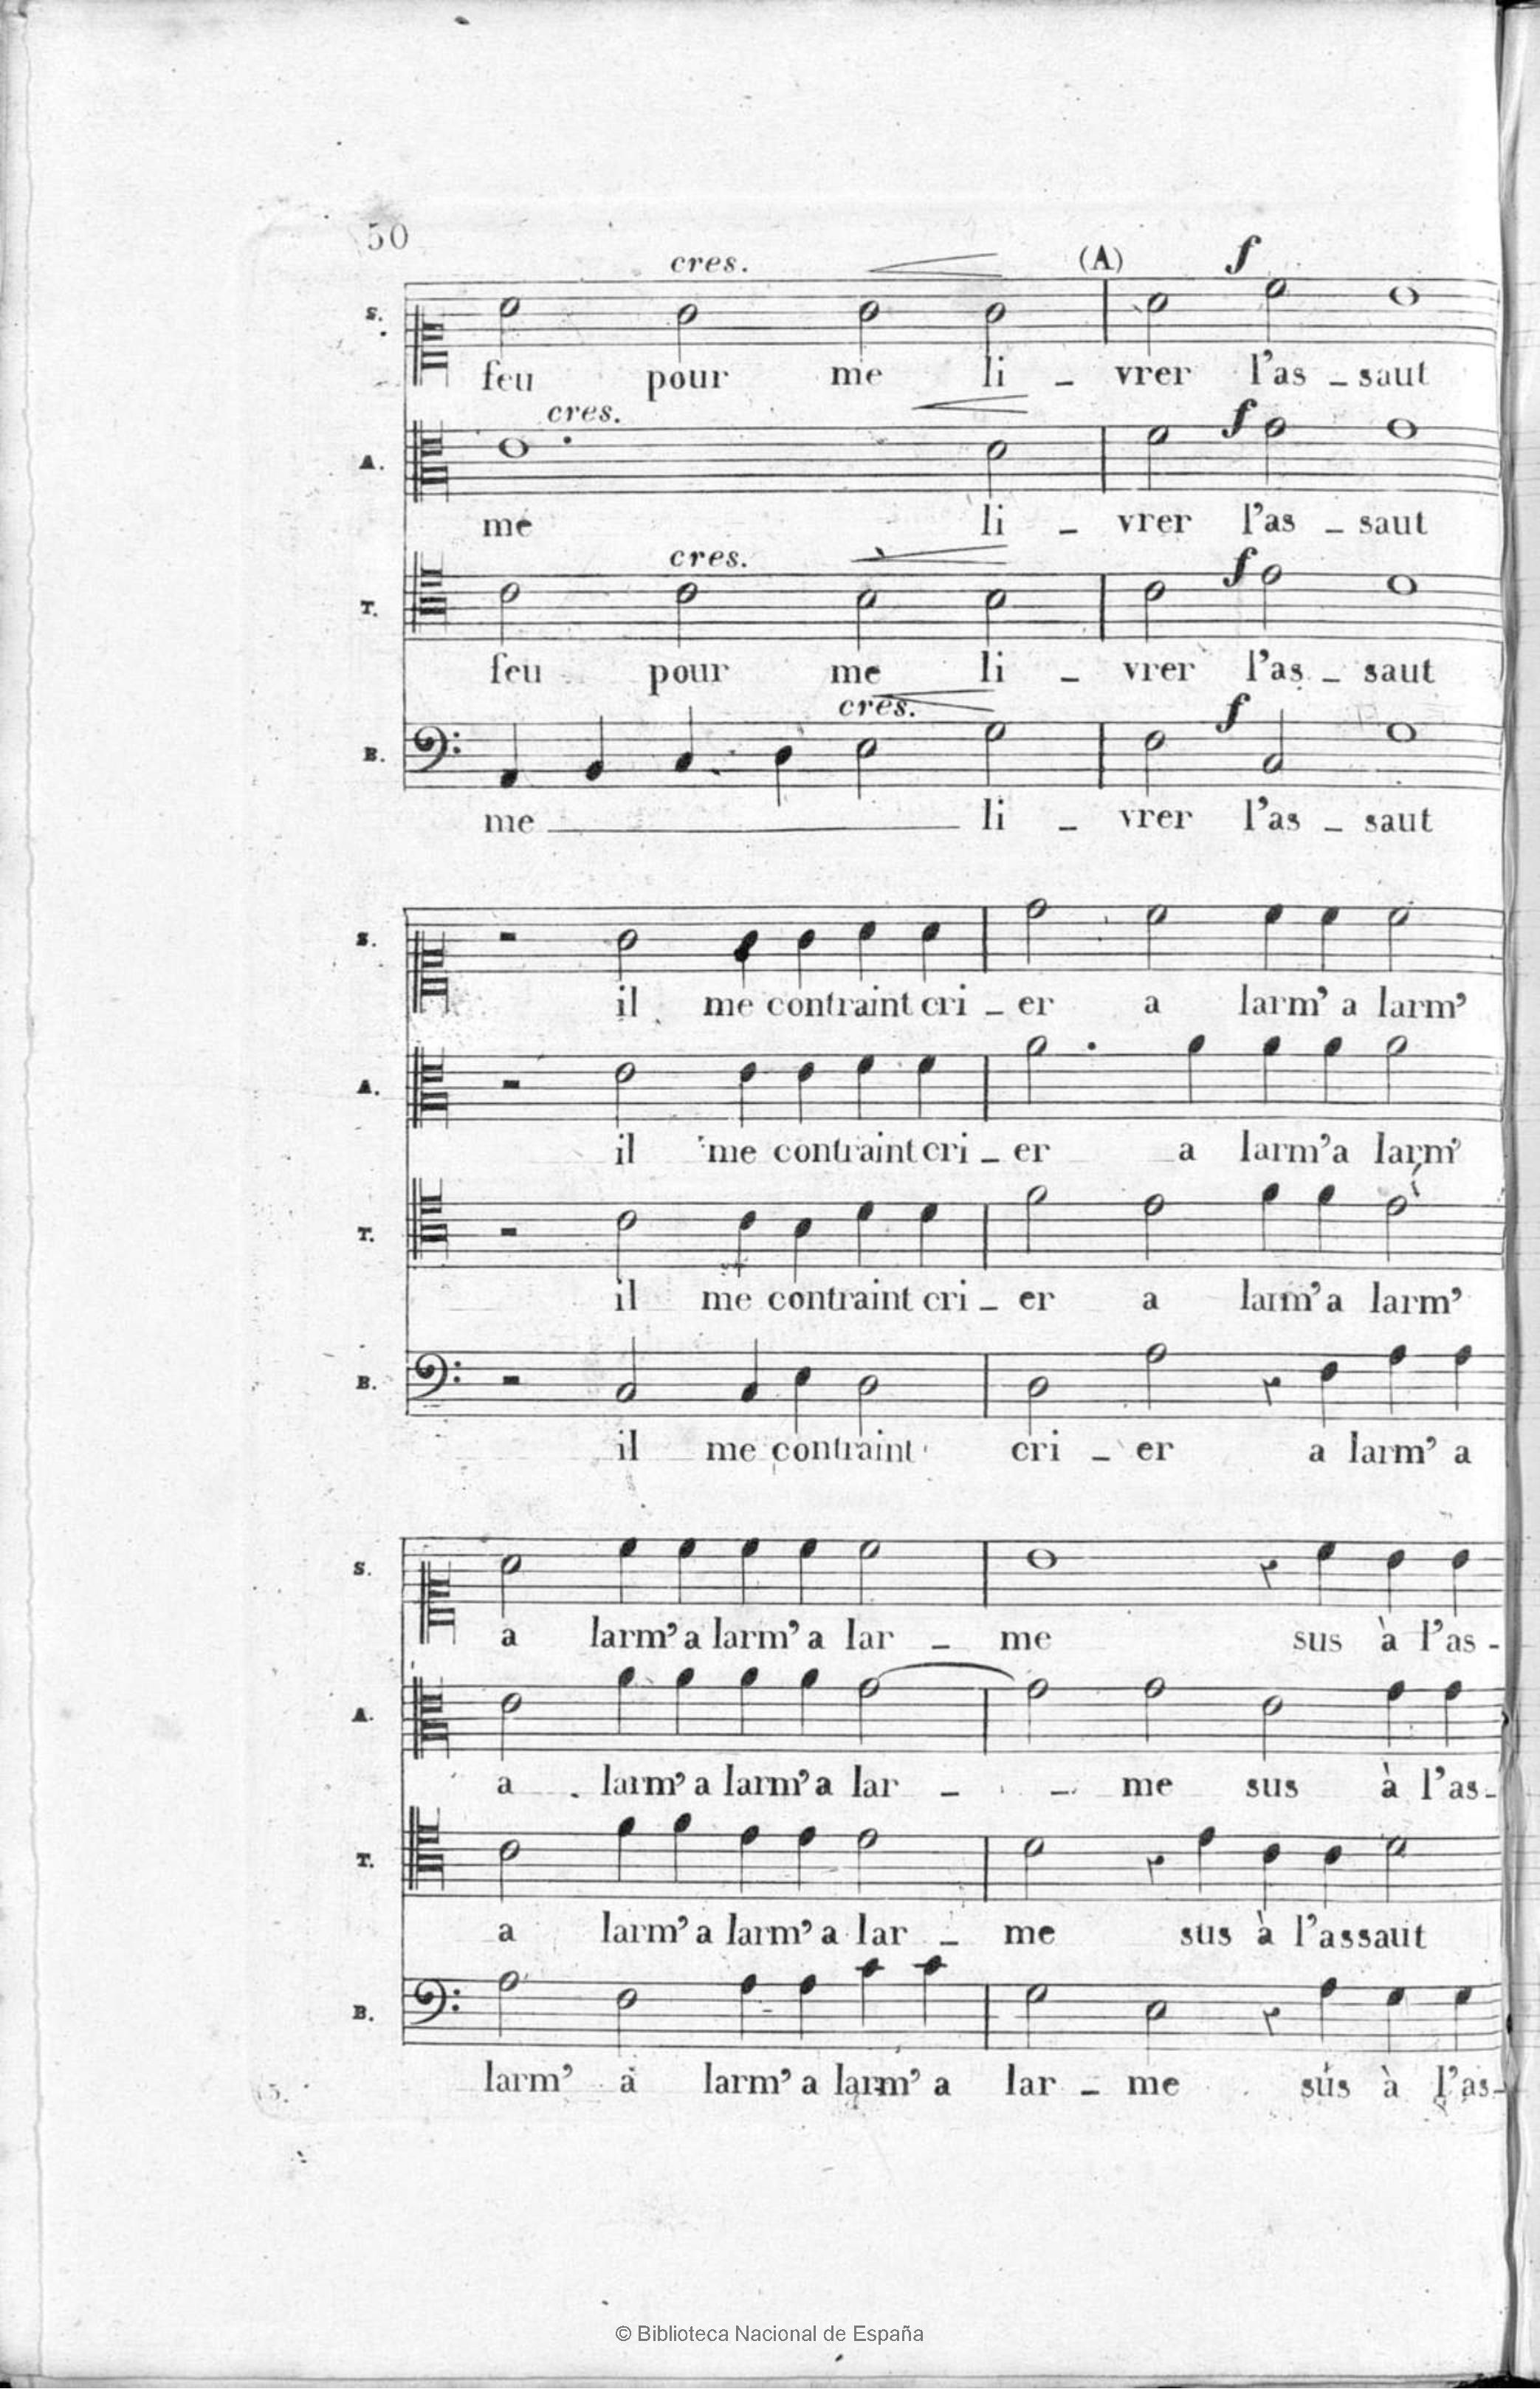 50
cres. (A) f
S.
feu pour me li _ vrer l'as _ saut
cres. f
A.
me li _ vrer l'as _ saut
cres. f
T.
feu pour me li _ vrer l'as _ saut
cres. f
B.
me li _ vrer l'as _ saut
S.
il me contraint cri _ er a larm' a larm'
A.
il me contraint cri _ er a larm' a larm'
T.
il me contraint cri _ er a larm' a larm'
B.
il me contraint cri _ er a larm' a
S.
a larm' a larm' a lar _ me sus à l'as-
A.
a larm' a larm' a lar _ _ me sus à l'as-
T.
a larm' a larm' a lar _ me sus à l'assaut
B.
larm' a larm' a larm' a lar _ me sus à l'as-
© Biblioteca Nacional de España